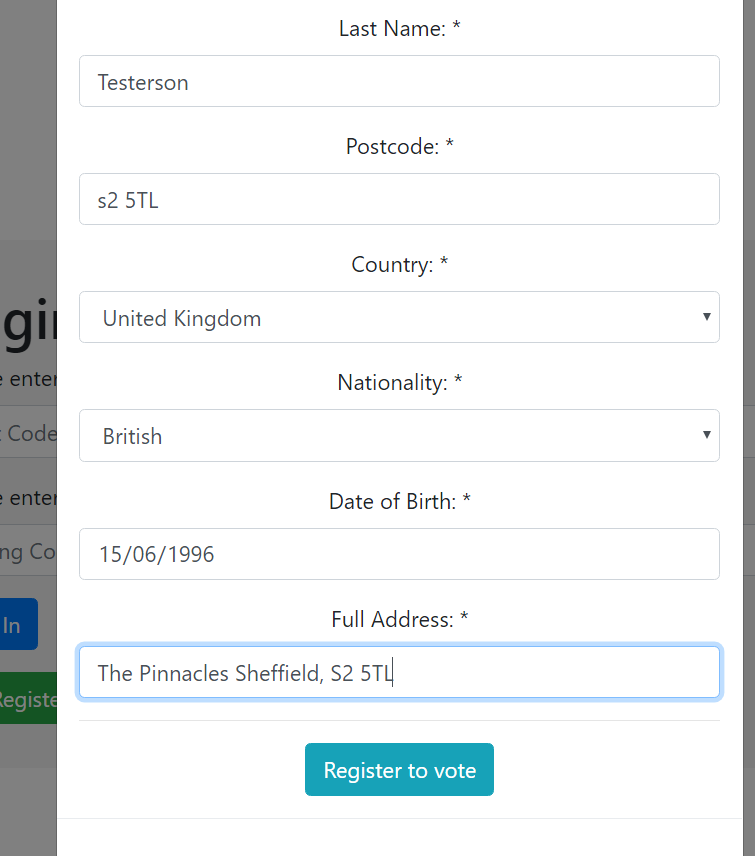 Last Name: *
Testerson
Postcode: *
s2 5TL
Country: *
United Kingdom
Nationality: *
British
Date of Birth: *
15/06/1996
Full Address: *
The Pinnacles Sheffield, S2 5TL
Register to vote
gin
e enter
t Code
e enter
ng Co
In
Registe